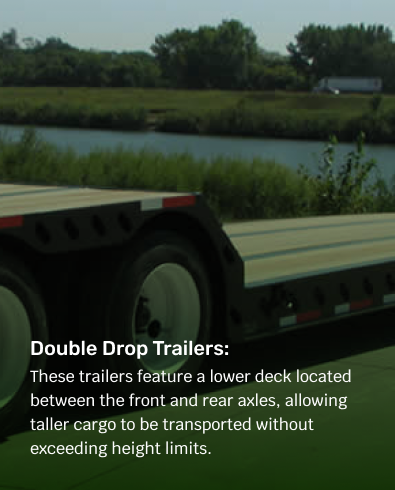 Double Drop Trailers:
These trailers feature a lower deck located
between the front and rear axles, allowing
taller cargo to be transported without
exceeding height limits.